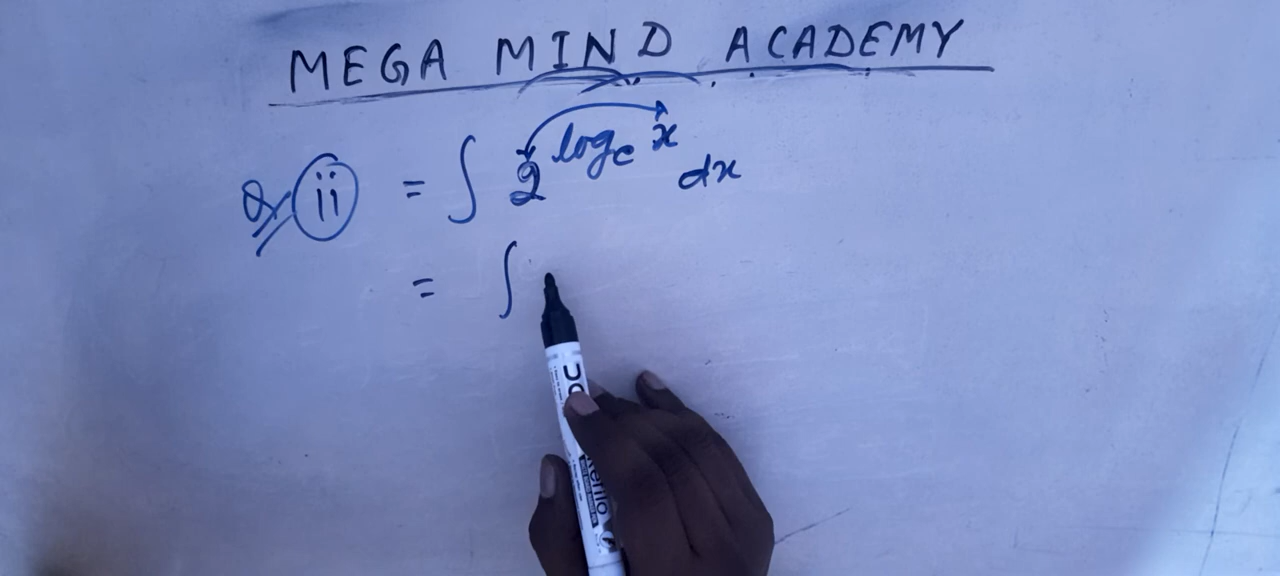 MEGA MIND ACADEMY
Q. ii = ∫ 2^{log_e x} dx
= ∫